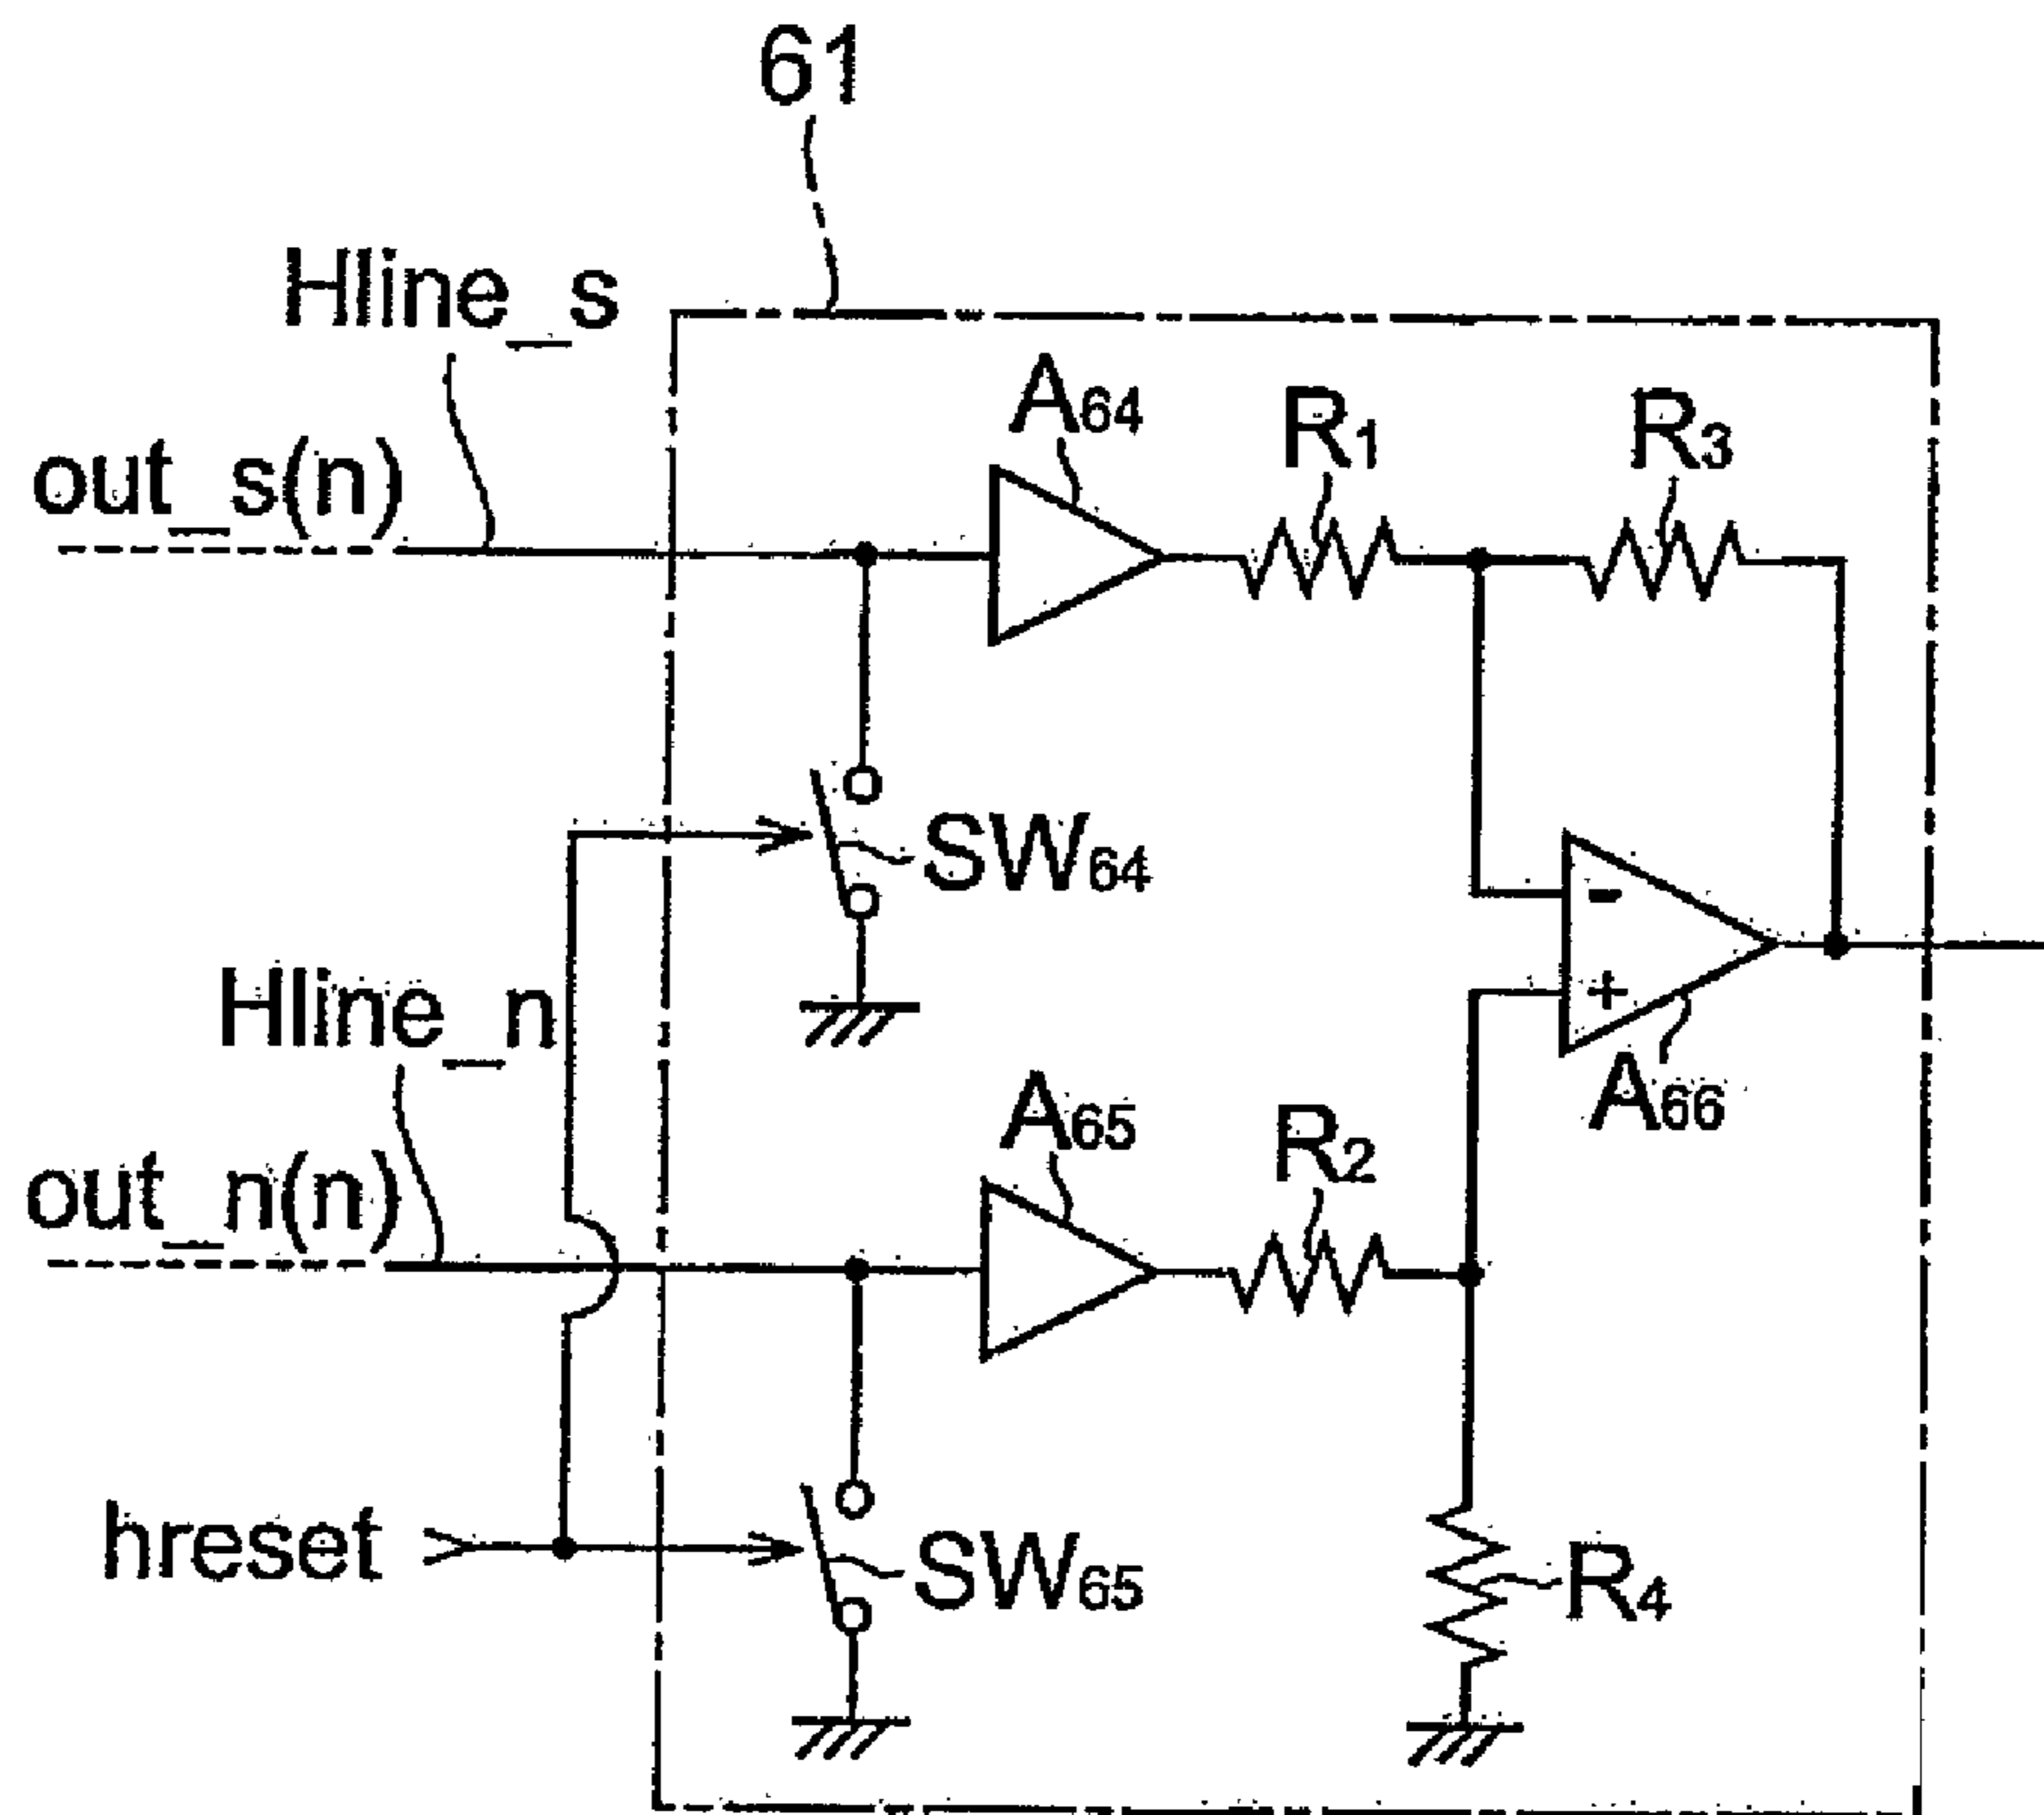 61
Hline_s
A64
R1
R3
out_s(n)
SW64
-
Hline_n
+
A66
A65
R2
out_n(n)
hreset
SW65
R4